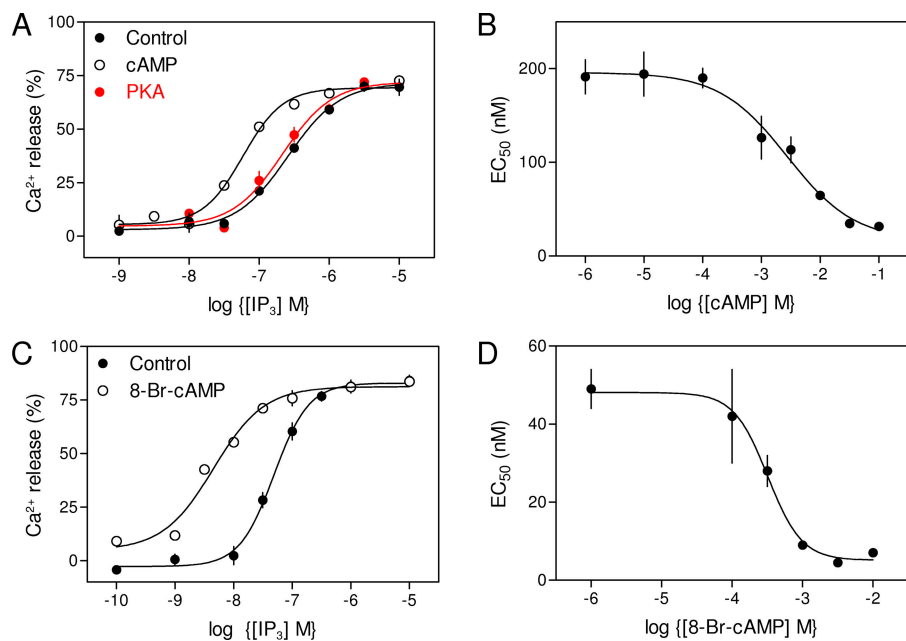 A
Control
cAMP
PKA
Ca²⁺ release (%)
100
75
50
25
0
-9 -8 -7 -6 -5
log {[IP₃] M}
B
EC₅₀ (nM)
200
100
0
-6 -5 -4 -3 -2 -1
log {[cAMP] M}
C
Control
8-Br-cAMP
Ca²⁺ release (%)
100
75
50
25
0
-10 -9 -8 -7 -6 -5
log {[IP₃] M}
D
EC₅₀ (nM)
60
40
20
0
-6 -5 -4 -3 -2
log {[8-Br-cAMP] M}